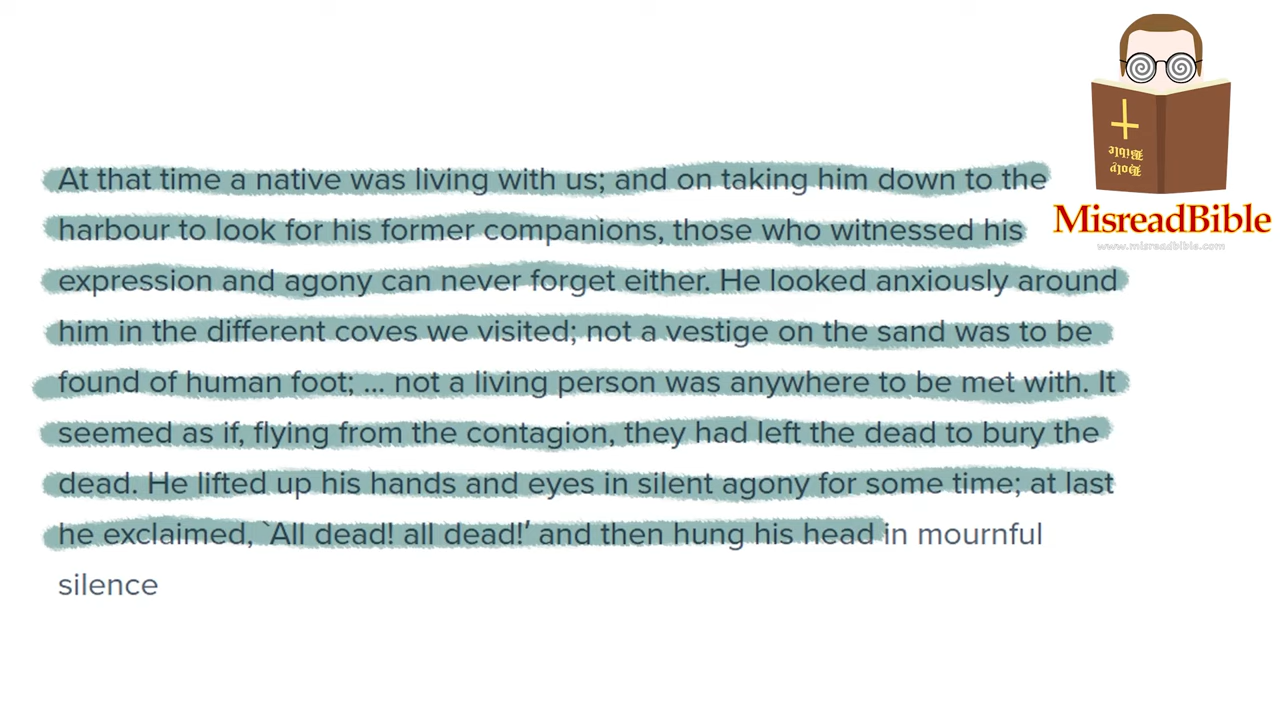 At that time a native was living with us; and on taking him down to the
harbour to look for his former companions, those who witnessed his
expression and agony can never forget either. He looked anxiously around
him in the different coves we visited; not a vestige on the sand was to be
found of human foot; ... not a living person was anywhere to be met with. It
seemed as if, flying from the contagion, they had left the dead to bury the
dead. He lifted up his hands and eyes in silent agony for some time; at last
he exclaimed, `All dead! all dead!' and then hung his head in mournful
silence
Holy
Bible
MisreadBible
www.misreadbible.com